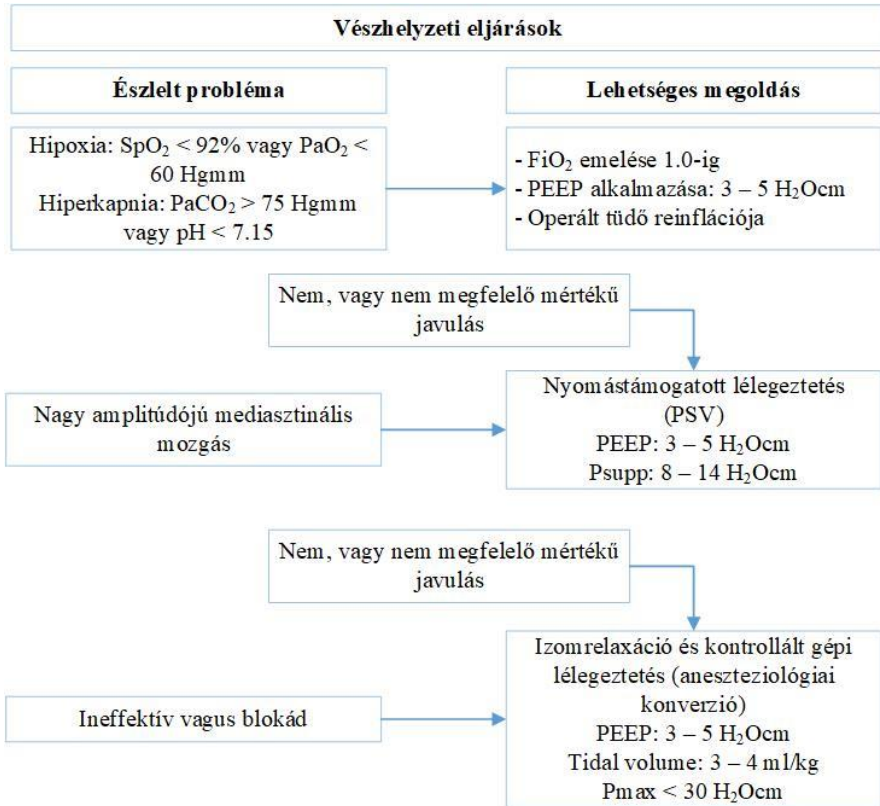 Vészhelyzeti eljárások
Észlelt probléma
Lehetséges megoldás
Hipoxia: SpO₂ < 92% vagy PaO₂ <
60 Hgmm
Hiperkapnia: PaCO₂ > 75 Hgmm
vagy pH < 7.15
- FiO₂ emelése 1.0-ig
- PEEP alkalmazása: 3 – 5 H₂Ocm
- Operált tüdő reinflációja
Nem, vagy nem megfelelő mértékű
javulás
Nagy amplitúdójú mediasztinális
mozgás
Nyomástámogatott lélegeztetés
(PSV)
PEEP: 3 – 5 H₂Ocm
Psupp: 8 – 14 H₂Ocm
Nem, vagy nem megfelelő mértékű
javulás
Ineffektív vagus blokád
Izomrelaxáció és kontrollált gépi
lélegeztetés (aneszteziológiai
konverzió)
PEEP: 3 – 5 H₂Ocm
Tidal volume: 3 – 4 ml/kg
Pmax < 30 H₂Ocm